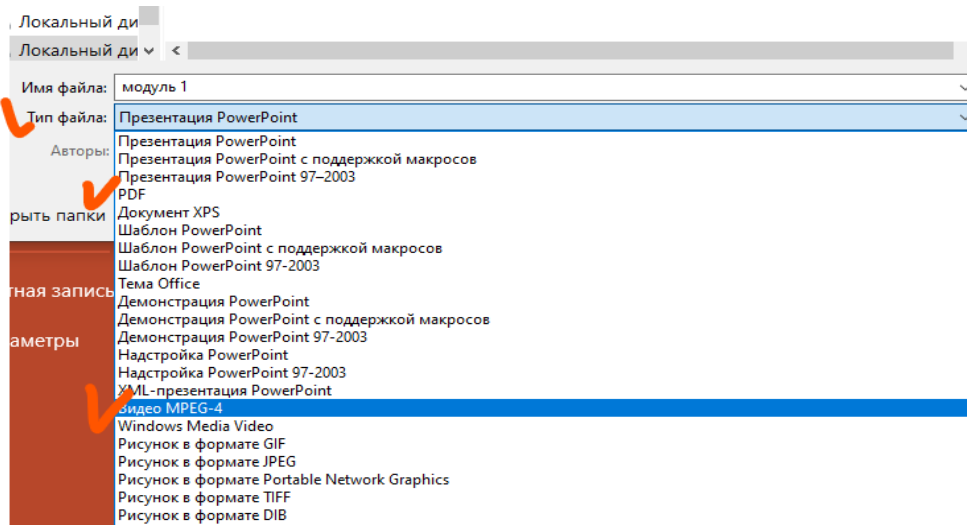 Локальный ди
Локальный ди
Имя файла: модуль 1
Тип файла: Презентация PowerPoint
Авторы:
Презентация PowerPoint
Презентация PowerPoint с поддержкой макросов
Презентация PowerPoint 97–2003
PDF
рыть папки
Документ XPS
Шаблон PowerPoint
Шаблон PowerPoint с поддержкой макросов
Шаблон PowerPoint 97-2003
Тема Office
тная запись
Демонстрация PowerPoint
Демонстрация PowerPoint с поддержкой макросов
аметры
Демонстрация PowerPoint 97-2003
Надстройка PowerPoint
Надстройка PowerPoint 97-2003
XML-презентация PowerPoint
Видео MPEG-4
Windows Media Video
Рисунок в формате GIF
Рисунок в формате JPEG
Рисунок в формате Portable Network Graphics
Рисунок в формате TIFF
Рисунок в формате DIB